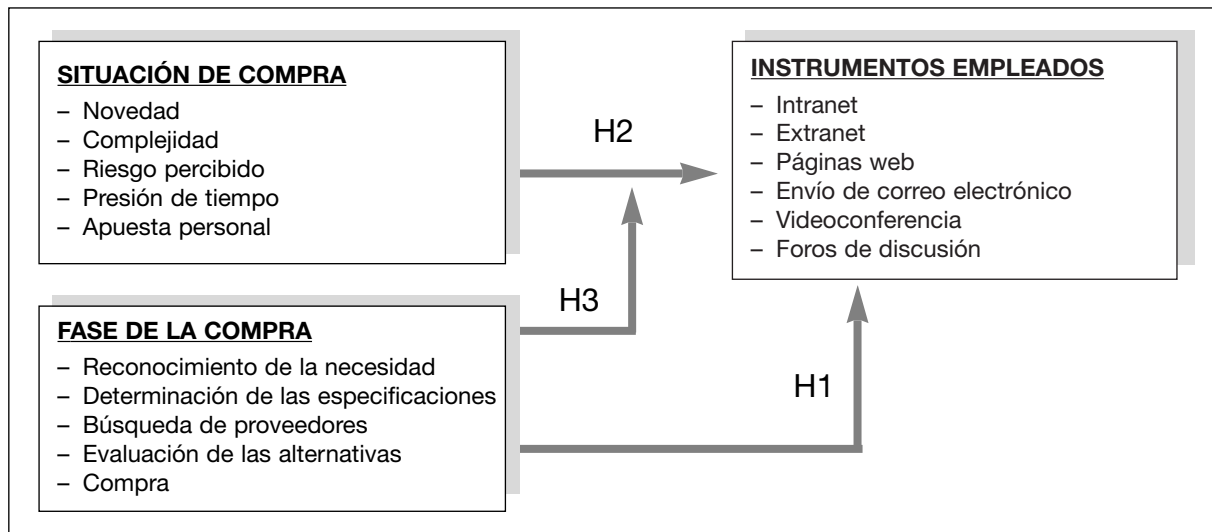 SITUACIÓN DE COMPRA
– Novedad
– Complejidad
– Riesgo percibido
– Presión de tiempo
– Apuesta personal
H2
INSTRUMENTOS EMPLEADOS
– Intranet
– Extranet
– Páginas web
– Envío de correo electrónico
– Videoconferencia
– Foros de discusión
H3
FASE DE LA COMPRA
– Reconocimiento de la necesidad
– Determinación de las especificaciones
– Búsqueda de proveedores
– Evaluación de las alternativas
– Compra
H1